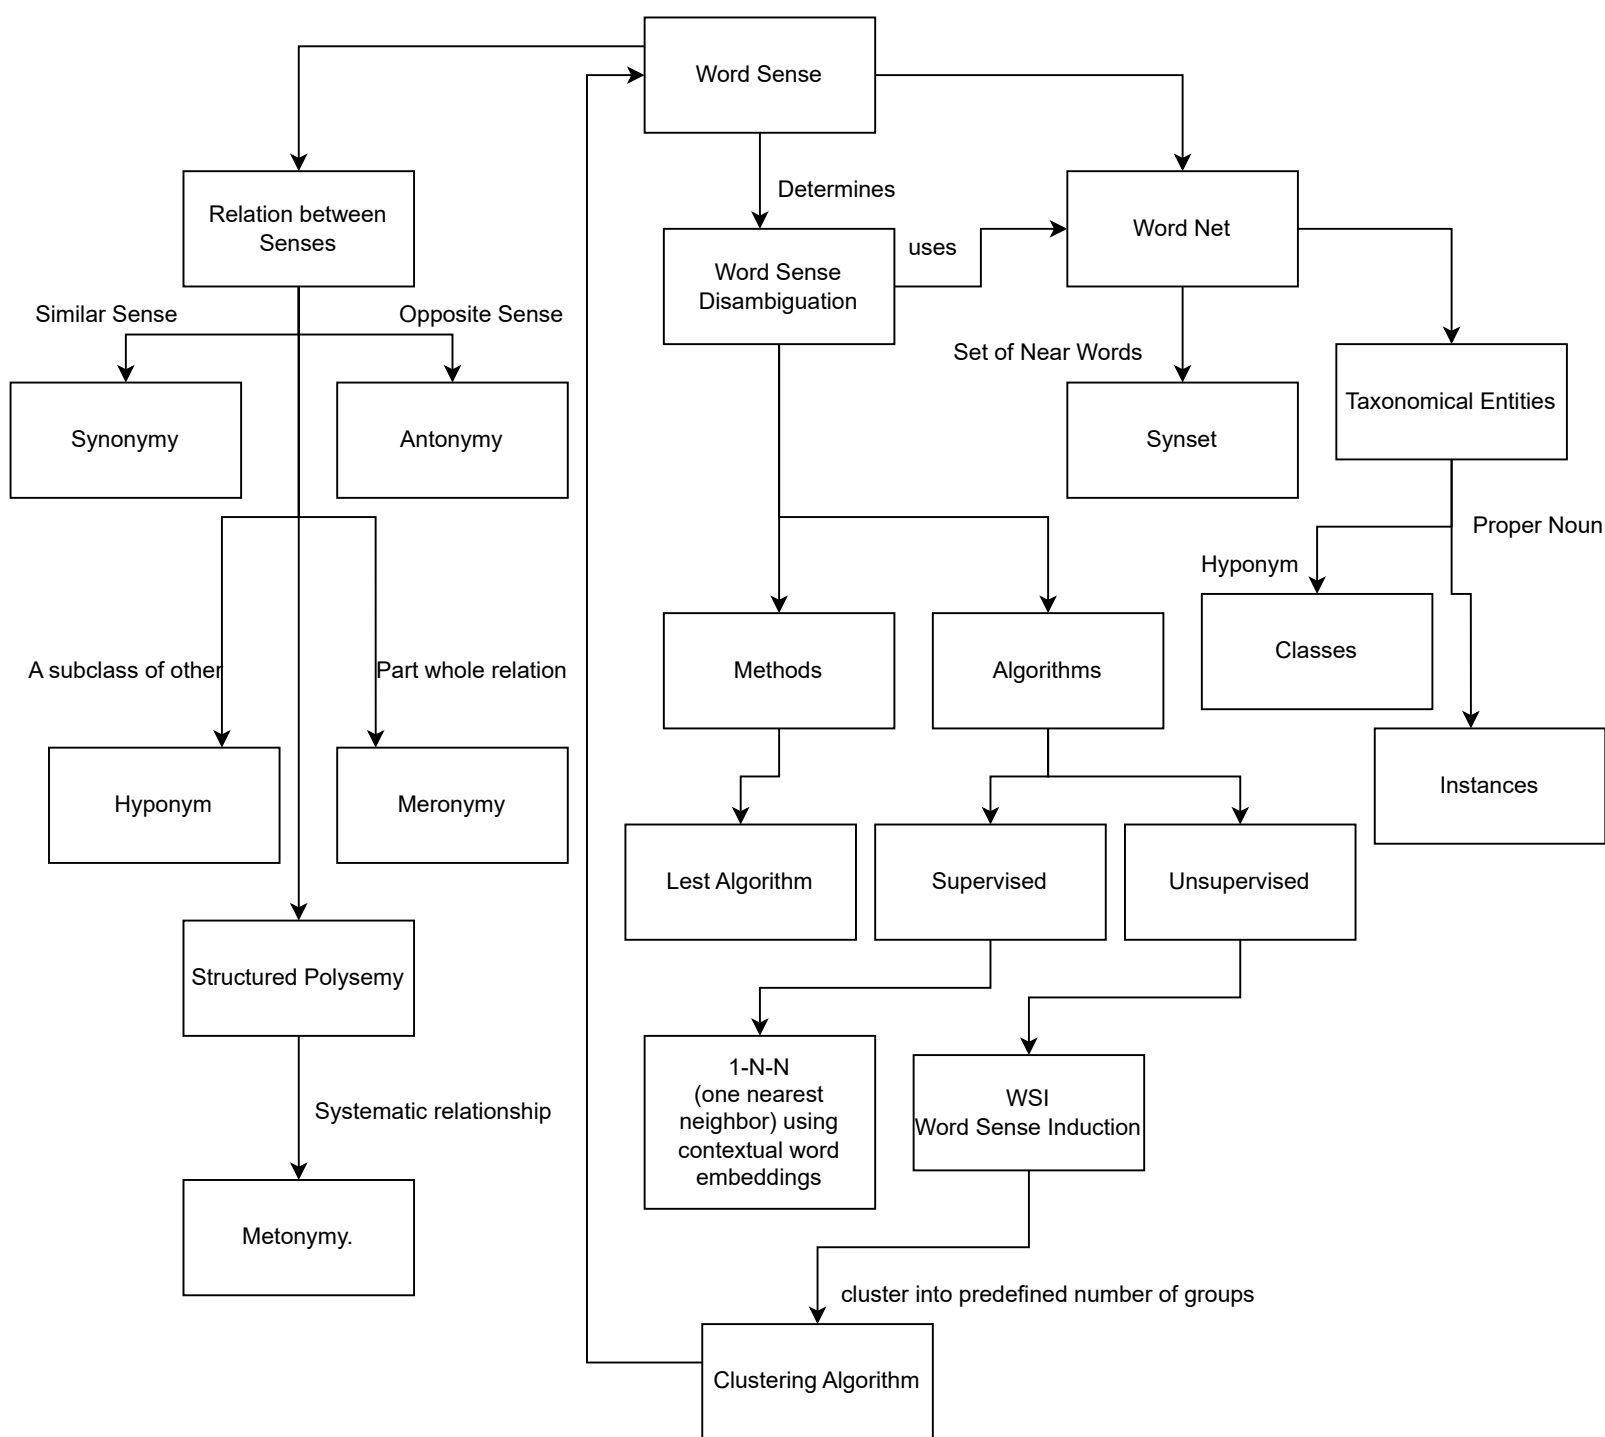 Word Sense
Determines
Relation between
Senses
Word Net
uses
Word Sense
Disambiguation
Similar Sense
Opposite Sense
Set of Near Words
Taxonomical Entities
Synonymy
Antonymy
Synset
Proper Noun
Hyponym
Classes
A subclass of other
Part whole relation
Methods
Algorithms
Instances
Hyponym
Meronymy
Lest Algorithm
Supervised
Unsupervised
Structured Polysemy
1-N-N
(one nearest
neighbor) using
contextual word
embeddings
WSI
Word Sense Induction
Systematic relationship
Metonymy.
cluster into predefined number of groups
Clustering Algorithm